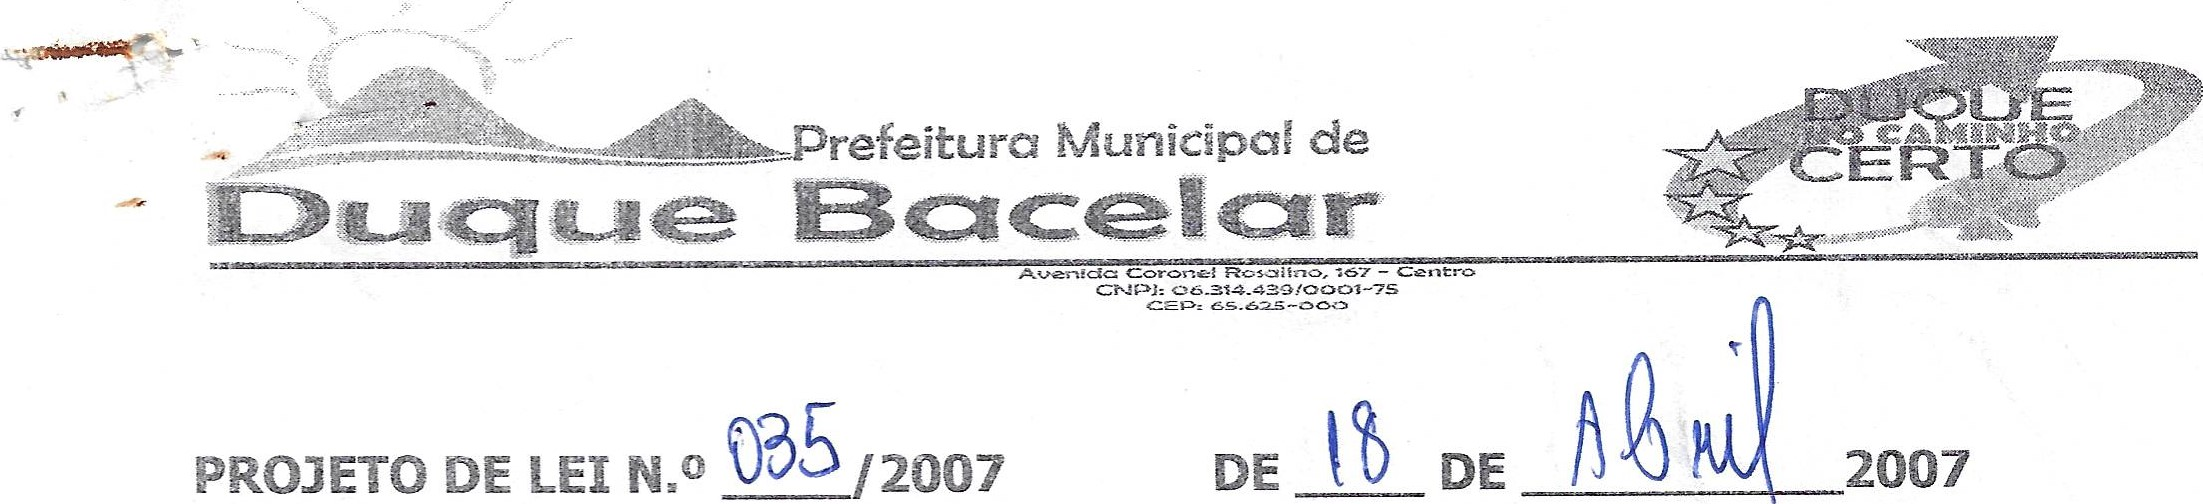 Prefeitura Municipal de
Duque Bacelar
DUQUE
NO CAMINHO
CERTO
Avenida Coronel Rosalino, 167 - Centro
CNPJ: 06.314.439/0001-75
CEP: 65.625-000
PROJETO DE LEI N.º 035/2007 DE 18 DE Abril 2007